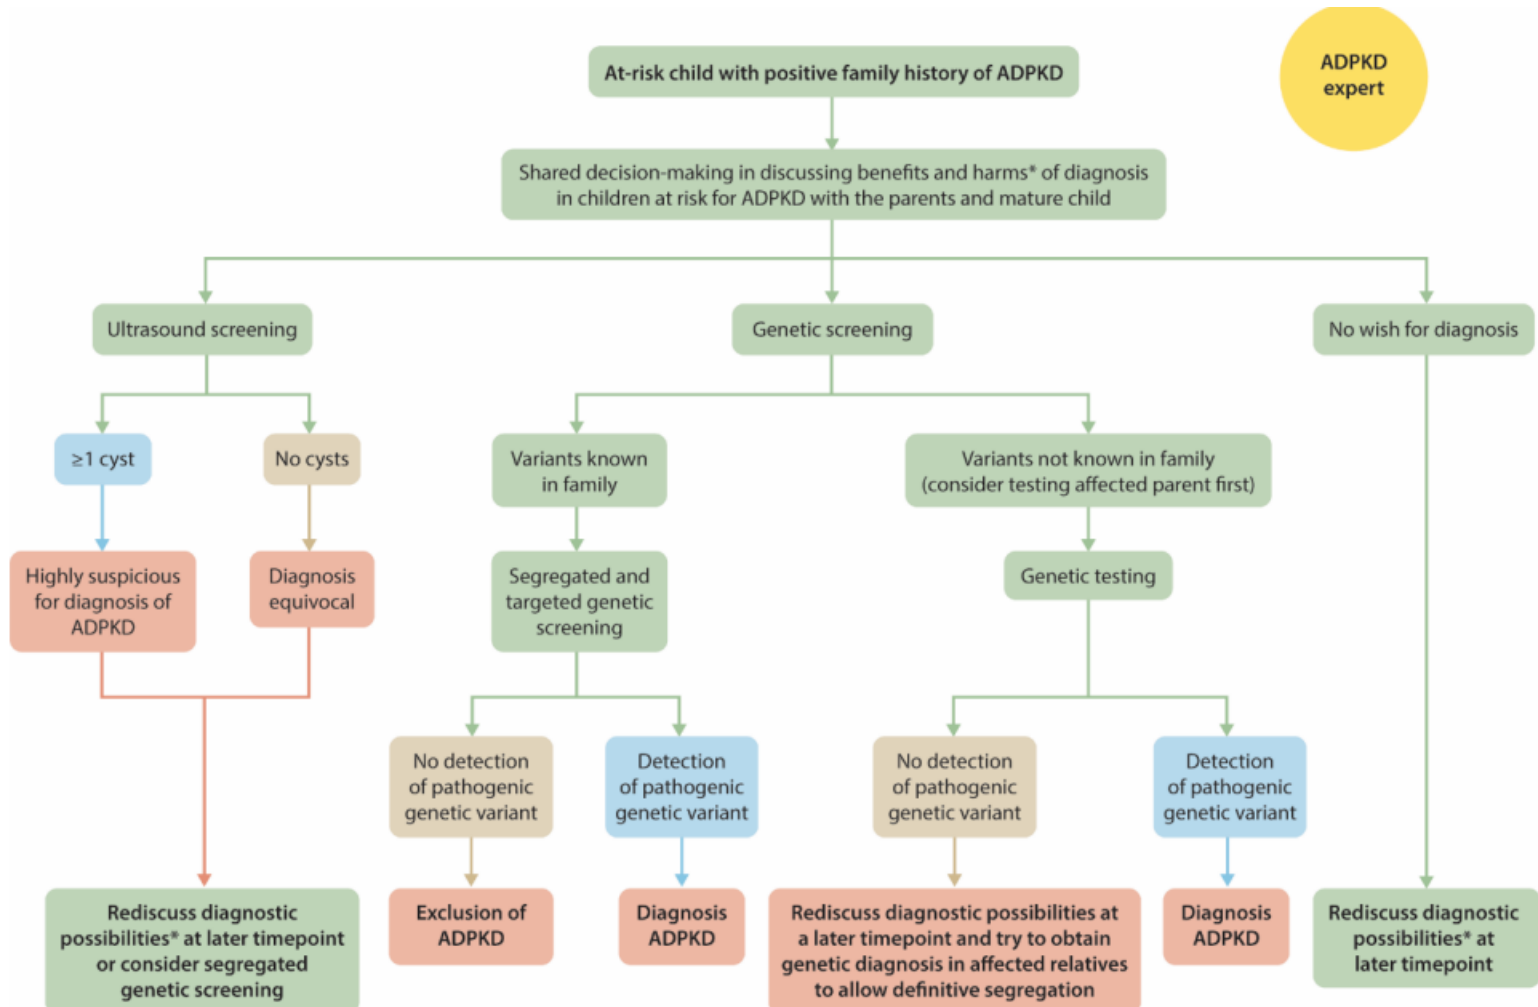 At-risk child with positive family history of ADPKD
ADPKD
expert
Shared decision-making in discussing benefits and harms* of diagnosis
in children at risk for ADPKD with the parents and mature child
Ultrasound screening
Genetic screening
No wish for diagnosis
≥1 cyst
No cysts
Variants known
in family
Variants not known in family
(consider testing affected parent first)
Highly suspicious
for diagnosis of
ADPKD
Diagnosis
equivocal
Segregated and
targeted genetic
screening
Genetic testing
No detection
of pathogenic
genetic variant
Detection
of pathogenic
genetic variant
No detection
of pathogenic
genetic variant
Detection
of pathogenic
genetic variant
Rediscuss diagnostic
possibilities* at later timepoint
or consider segregated
genetic screening
Exclusion of
ADPKD
Diagnosis
ADPKD
Rediscuss diagnostic possibilities at
a later timepoint and try to obtain
genetic diagnosis in affected relatives
to allow definitive segregation
Diagnosis
ADPKD
Rediscuss diagnostic
possibilities* at
later timepoint